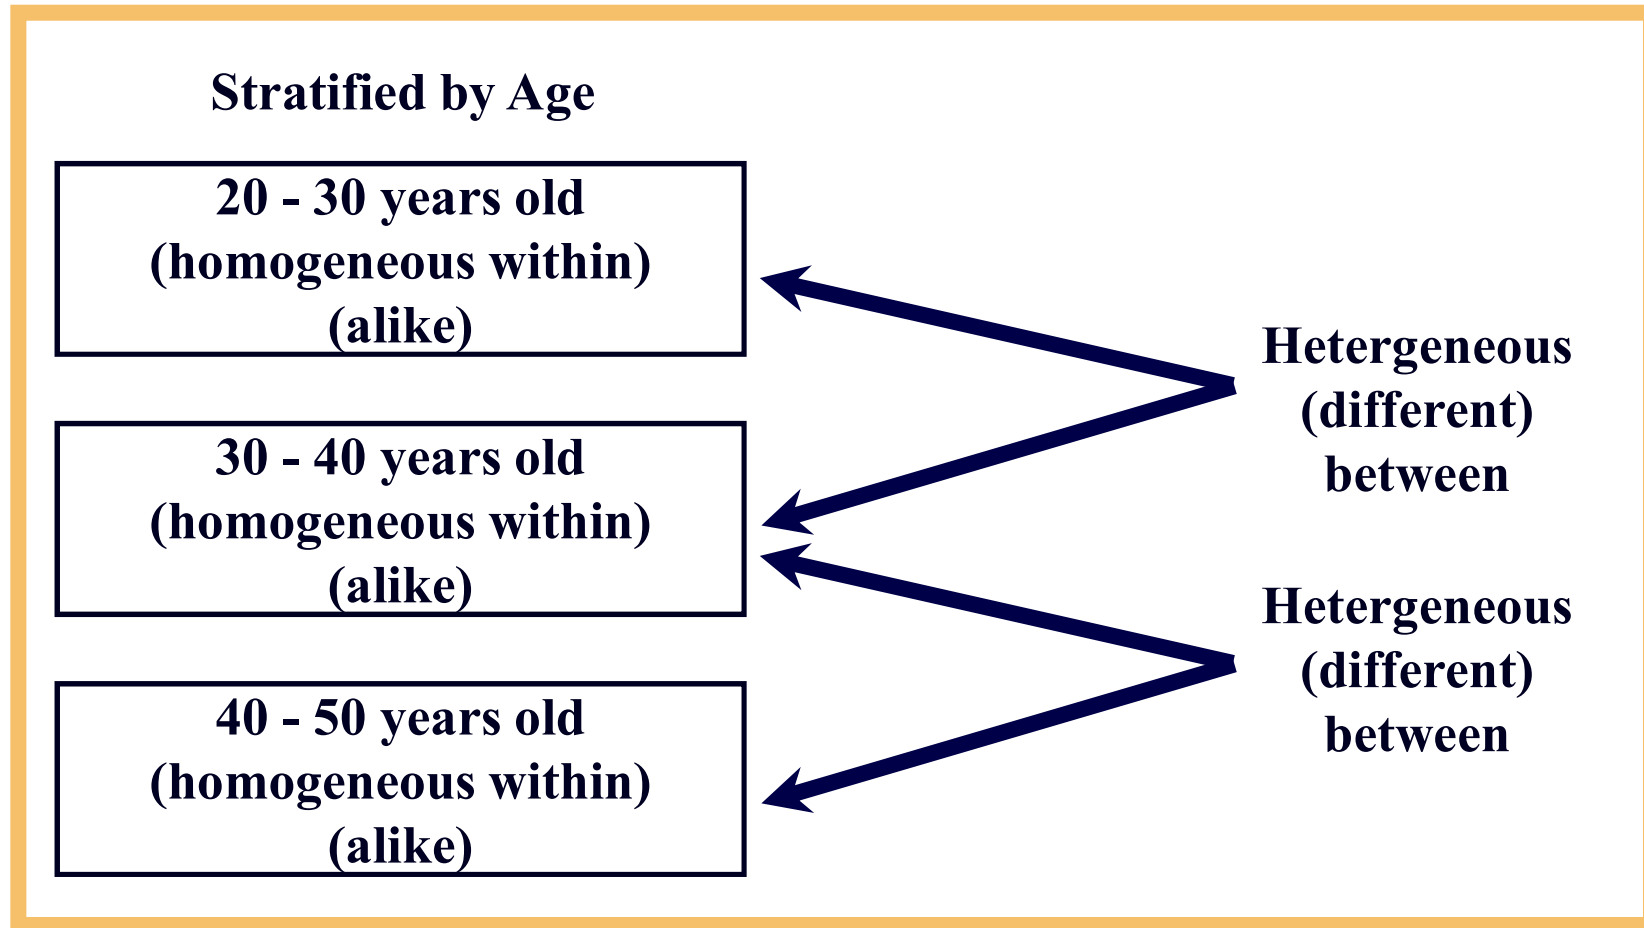 Stratified by Age
20 - 30 years old
(homogeneous within)
(alike)
30 - 40 years old
(homogeneous within)
(alike)
40 - 50 years old
(homogeneous within)
(alike)
Hetergeneous
(different)
between
Hetergeneous
(different)
between